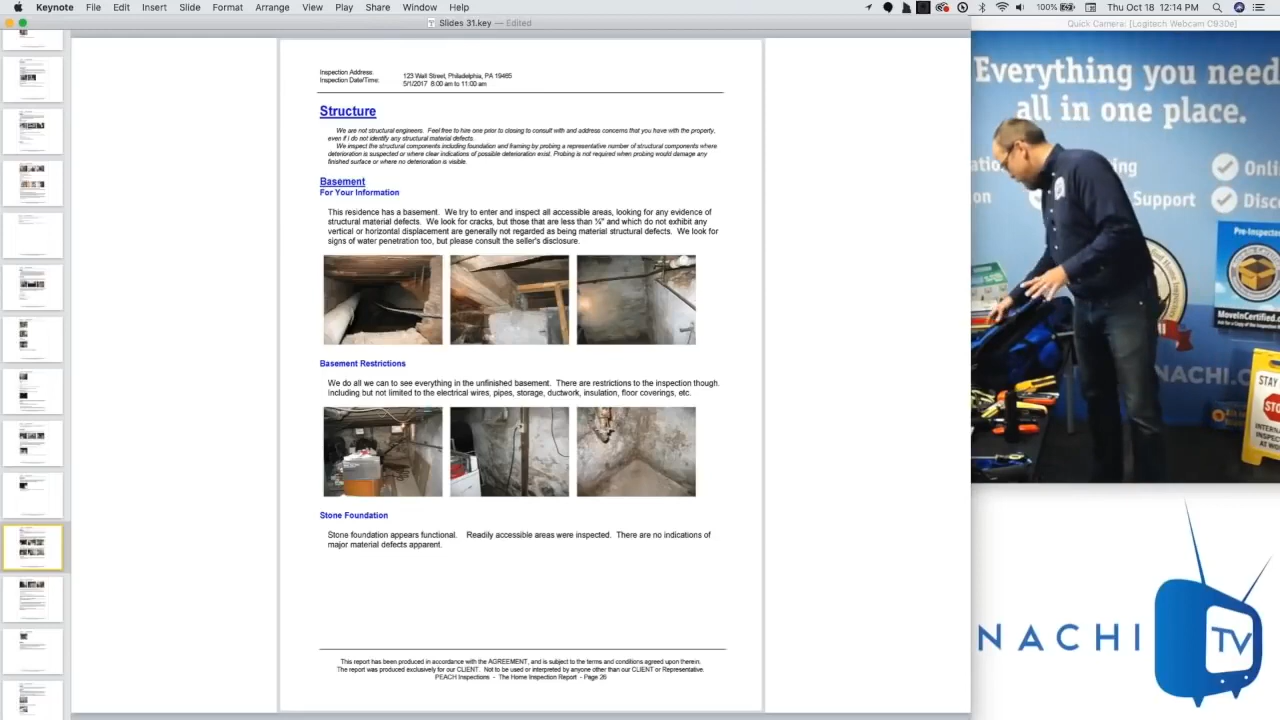 Keynote File Edit Insert Slide Format Arrange View Play Share Window Help
100% Thu Oct 18 12:14 PM
Slides 31.key — Edited
Quick Camera: [Logitech Webcam C930e]
Inspection Address: 123 Wall Street, Philadelphia, PA 19465
Inspection Date/Time: 5/1/2017 8:00 am to 11:00 am
Structure
We are not structural engineers. Feel free to hire one prior to closing to consult with and address concerns that you have with the property,
even if I do not identify any structural material defects.
We inspect the structural components including foundation and framing by probing a representative number of structural components where
deterioration is suspected or where clear indications of possible deterioration exist. Probing is not required when probing would damage any
finished surface or where no deterioration is visible.
Basement
For Your Information
This residence has a basement. We try to enter and inspect all accessible areas, looking for any evidence of
structural material defects. We look for cracks, but those that are less than ¼" and which do not exhibit any
vertical or horizontal displacement are generally not regarded as being material structural defects. We look for
signs of water penetration too, but please consult the seller's disclosure.
Basement Restrictions
We do all we can to see everything in the unfinished basement. There are restrictions to the inspection though.
Including but not limited to the electrical wires, pipes, storage, ductwork, insulation, floor coverings, etc.
Stone Foundation
Stone foundation appears functional. Readily accessible areas were inspected. There are no indications of
major material defects apparent.
This report has been produced in accordance with the AGREEMENT, and is subject to the terms and conditions agreed upon therein.
The report was produced exclusively for our CLIENT. Not to be used or interpreted by anyone other than our CLIENT or Representative.
PEACH Inspections - The Home Inspection Report - Page 26
Everything you need
all in one place.
Support
Onli
Disc
Pre-Inspected
MoveInCertified.c
NACHI.O
STAY
STO
INTERNA
INSPEC
AT WO
NACHI TV